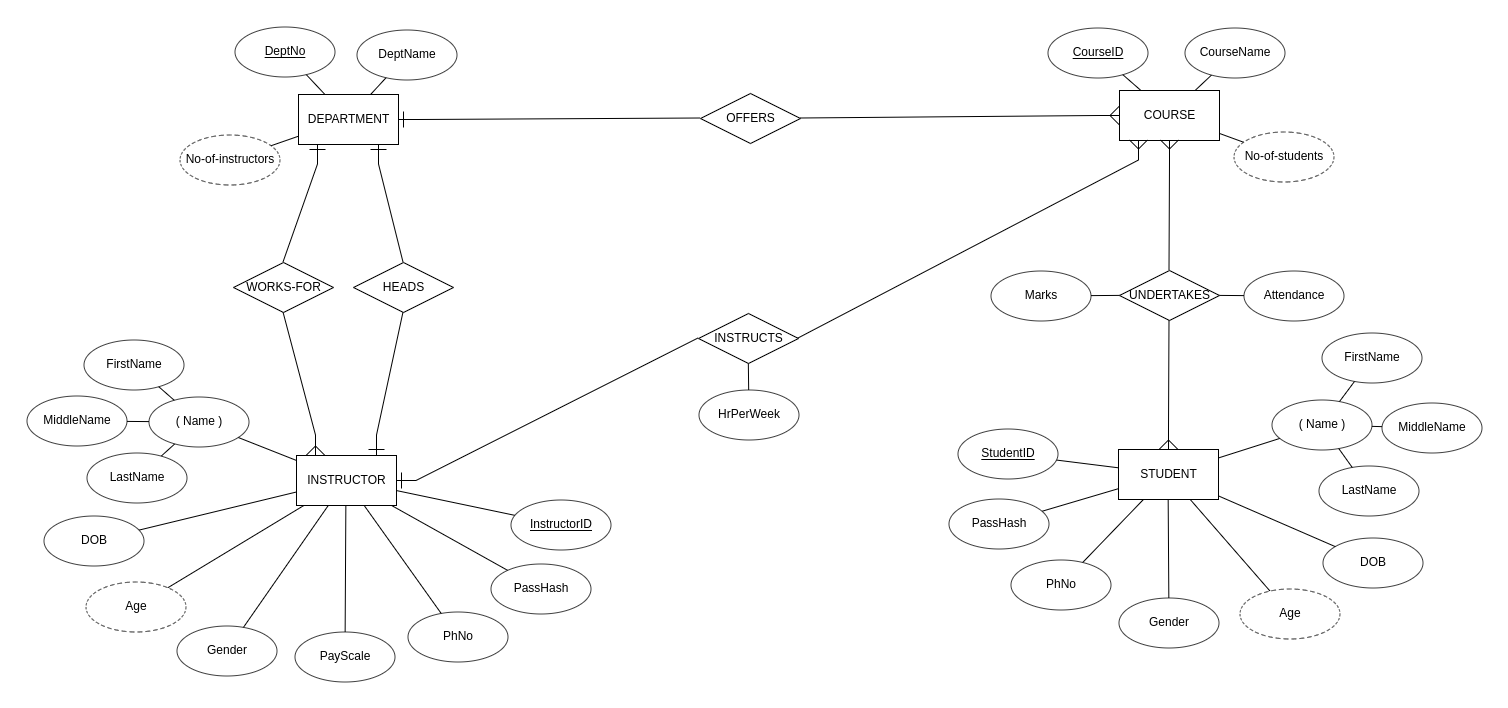 DeptNo
DeptName
CourseID
CourseName
DEPARTMENT
OFFERS
COURSE
No-of-instructors
No-of-students
WORKS-FOR
HEADS
Marks
UNDERTAKES
Attendance
INSTRUCTS
HrPerWeek
FirstName
MiddleName
( Name )
LastName
INSTRUCTOR
DOB
Age
Gender
PayScale
PhNo
PassHash
InstructorID
FirstName
( Name )
MiddleName
LastName
StudentID
STUDENT
PassHash
PhNo
Gender
Age
DOB